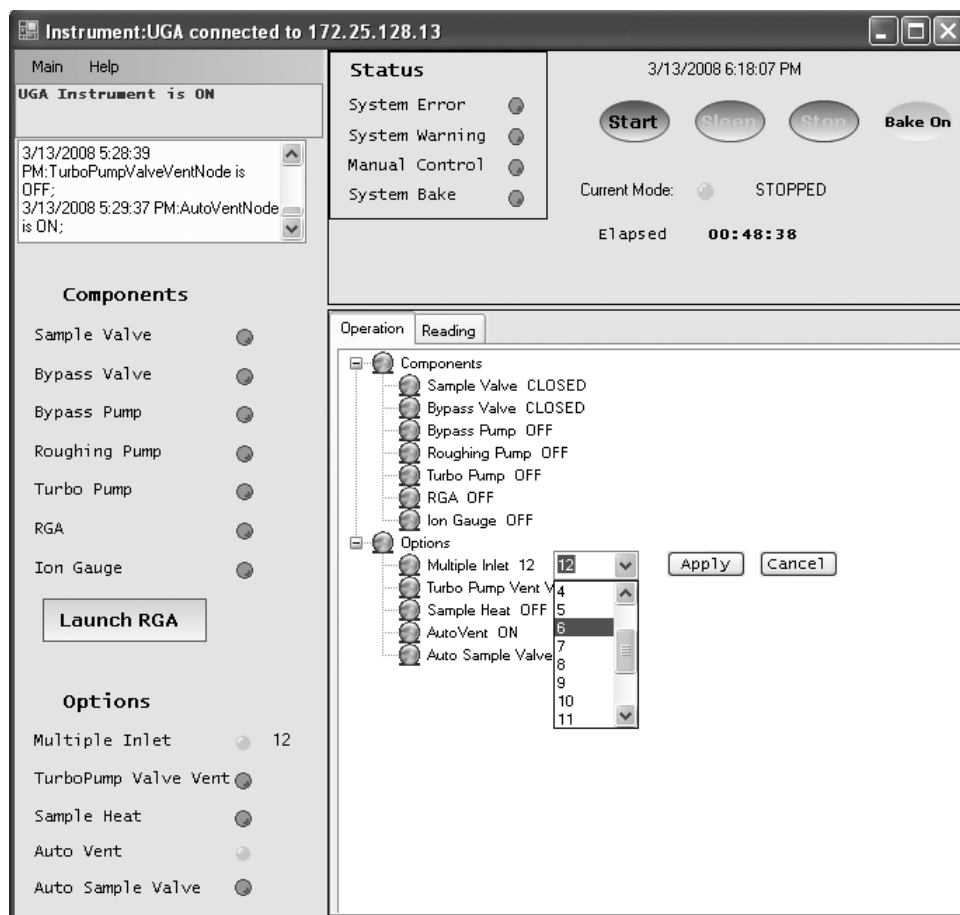 Instrument:UGA connected to 172.25.128.13
Main Help
UGA Instrument is ON
3/13/2008 5:28:39
PM:TurboPumpValveVentNode is
OFF;
3/13/2008 5:29:37 PM:AutoVentNode
is ON;
Components
Sample Valve
Bypass Valve
Bypass Pump
Roughing Pump
Turbo Pump
RGA
Ion Gauge
Launch RGA
Options
Multiple Inlet 12
TurboPump Valve Vent
Sample Heat
Auto Vent
Auto Sample Valve
Status
System Error
System Warning
Manual Control
System Bake
3/13/2008 6:18:07 PM
Start Sleep Stop Bake On
Current Mode: STOPPED
Elapsed 00:48:38
Operation Reading
Components
Sample Valve CLOSED
Bypass Valve CLOSED
Bypass Pump OFF
Roughing Pump OFF
Turbo Pump OFF
RGA OFF
Ion Gauge OFF
Options
Multiple Inlet 12 12 Apply Cancel
Turbo Pump Vent V
Sample Heat OFF
AutoVent ON
Auto Sample Valve
4
5
6
7
8
9
10
11